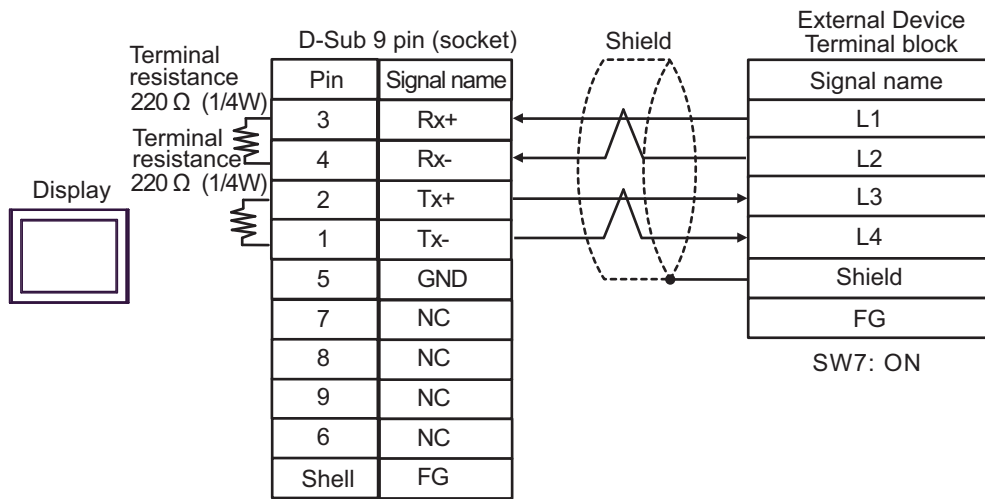 External Device
Terminal block
D-Sub 9 pin (socket)
Shield
Terminal
resistance
220 Ω (1/4W)
Terminal
resistance
220 Ω (1/4W)
Display
Pin Signal name
3 Rx+
4 Rx-
2 Tx+
1 Tx-
5 GND
7 NC
8 NC
9 NC
6 NC
Shell FG
Signal name
L1
L2
L3
L4
Shield
FG
SW7: ON